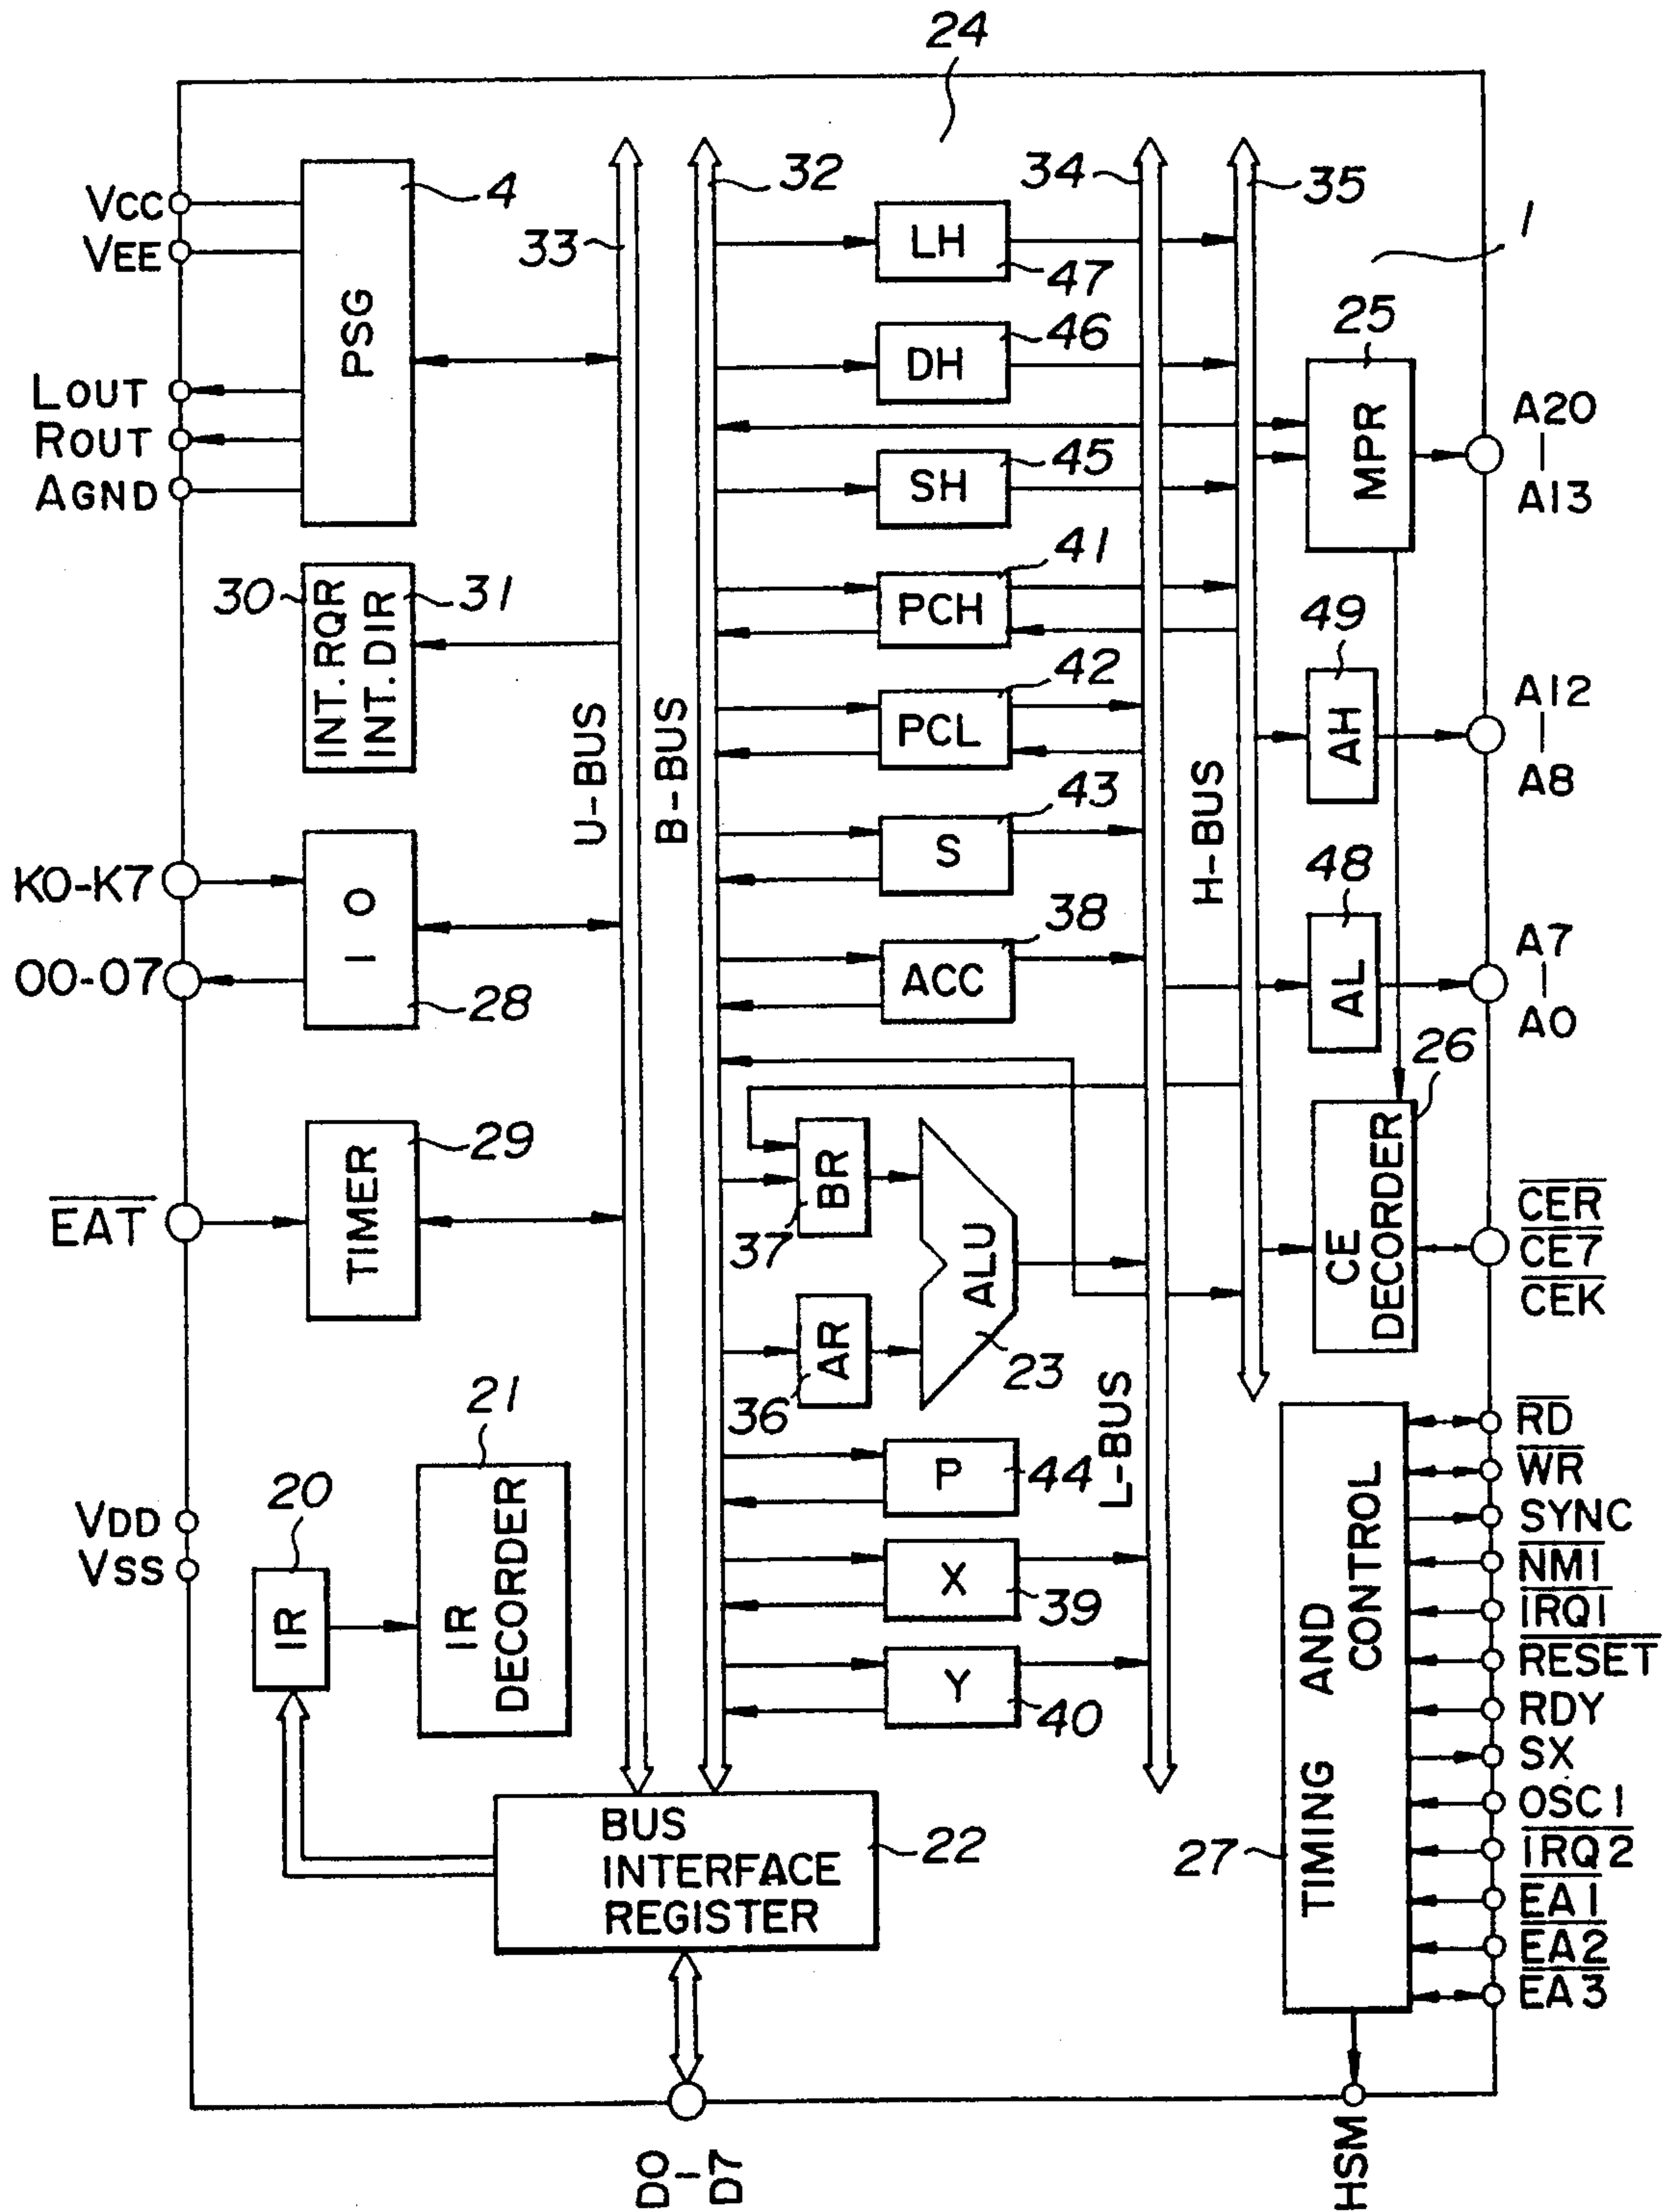 24
VCC
VEE
LOUT
ROUT
AGND
PSG
4
33
32
34
35
1
LH
47
DH
46
SH
45
25
MPR
A20
-
A13
30
INT.RQR
INT.DIR
31
PCH
41
PCL
42
S
43
ACC
38
49
AH
A12
-
A8
U-BUS
B-BUS
H-BUS
K0-K7
O0-O7
I O
28
48
AL
A7
-
A0
EAT
TIMER
29
BR
37
AR
36
ALU
23
26
CE
DECORDER
CER
CE7
CEK
L-BUS
21
IR
DECORDER
20
IR
VDD
VSS
P
44
X
39
Y
40
BUS
INTERFACE
REGISTER
22
27
TIMING AND
CONTROL
RD
WR
SYNC
NMI
IRQ1
RESET
RDY
SX
OSC1
IRQ2
EA1
EA2
EA3
D0
-
D7
HSM